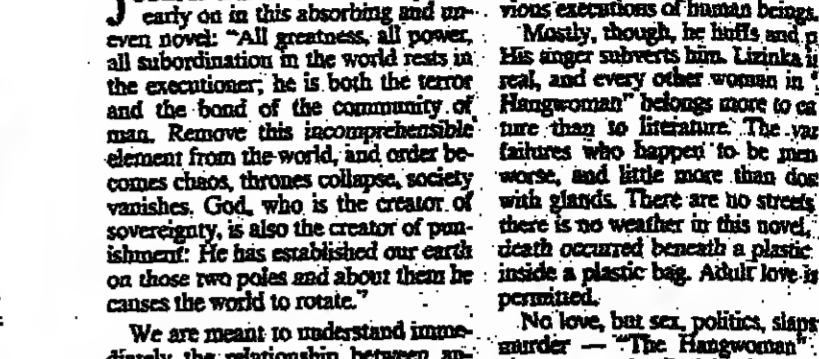 early on in this absorbing and un-
even novel: "All greatness, all power,
all subordination in the world rests in
the executioner; he is both the terror
and the bond of the community of
man. Remove this incomprehensible
element from the world, and order be-
comes chaos, thrones collapse, society
vanishes. God, who is the creator of
sovereignty, is also the creator of pun-
ishment: He has established our earth
on those two poles and about them he
causes the world to rotate."
We are meant to understand imme-
diately the relationship between an-
vious executions of human beings.
Mostly, though, he huffs and
His anger subverts him. Lizinka
real, and every other woman in
Hangwoman" belongs more to
ture than to literature. The
failures who happen to be men
worse, and little more than
with glands. There are no streets
there is no weather in this novel,
death occurred beneath a plastic
inside a plastic bag. Adult love
permitted.
No love, but sex, politics,
murder — "The Hangwoman"